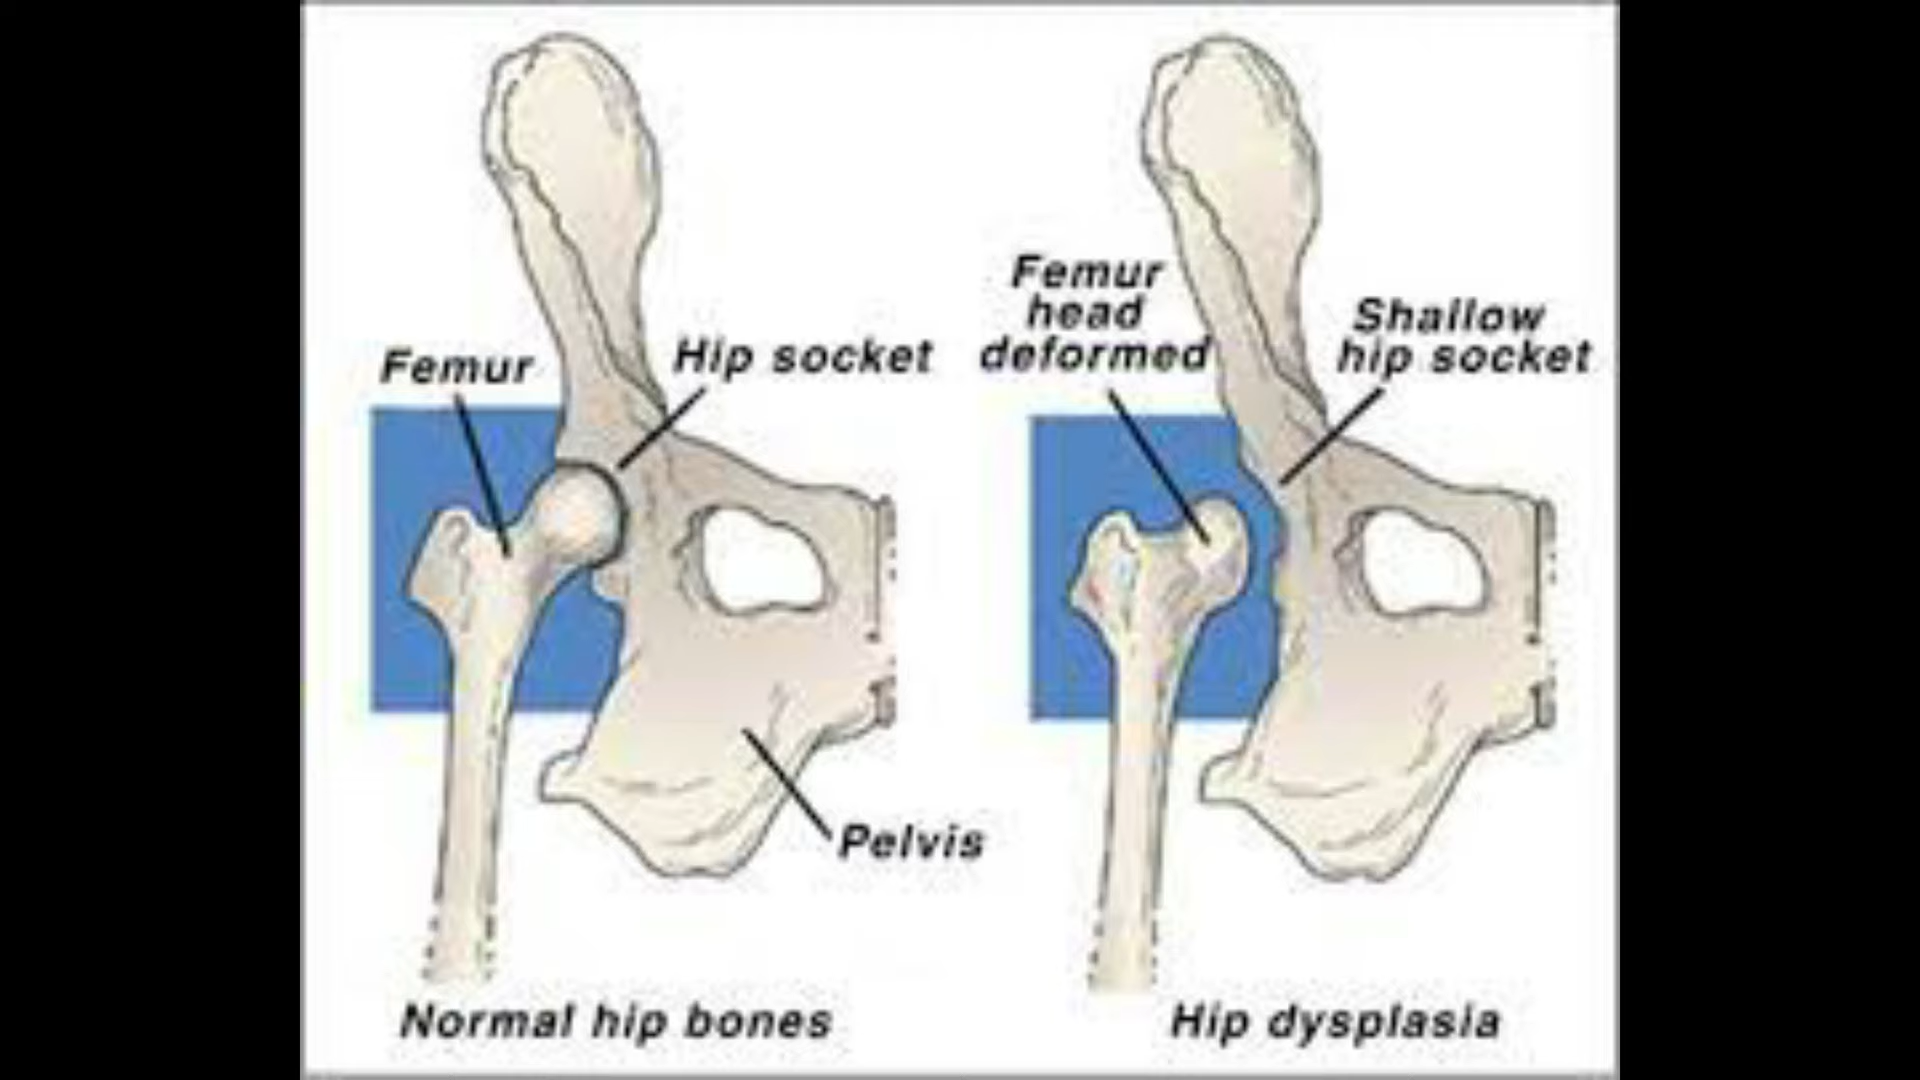 Femur
Hip socket
Pelvis
Normal hip bones
Femur
head
deformed
Shallow
hip socket
Hip dysplasia